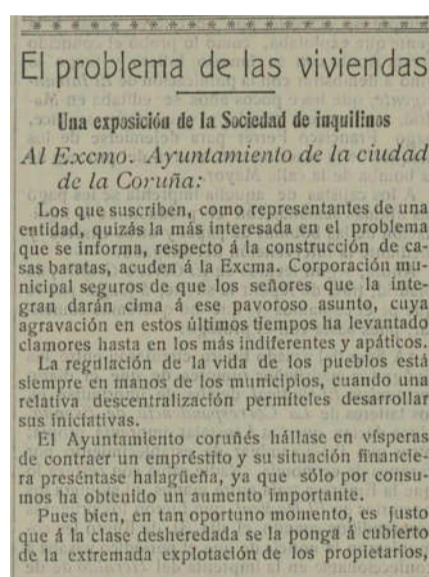 El problema de las viviendas
Una exposición de la Sociedad de inquilinos
Al Excmo. Ayuntamiento de la ciudad
de la Coruña:
Los que suscriben, como representantes de una
entidad, quizás la más interesada en el problema
que se informa, respecto á la construcción de ca-
sas baratas, acuden á la Excma. Corporación mu-
nicipal seguros de que los señores que la inte-
gran darán cima á ese pavoroso asunto, cuya
agravación en estos últimos tiempos ha levantado
clamores hasta en los más indiferentes y apáticos.
La regulación de la vida de los pueblos está
siempre en manos de los municipios, cuando una
relativa descentralización permíteles desarrollar
sus iniciativas.
El Ayuntamiento coruñés hállase en vísperas
de contraer un empréstito y su situación financie-
ra preséntase halagüeña, ya que sólo por consu-
mos ha obtenido un aumento importante.
Pues bien, en tan oportuno momento, es justo
que á la clase desheredada se la ponga á cubierto
de la extremada explotación de los propietarios,